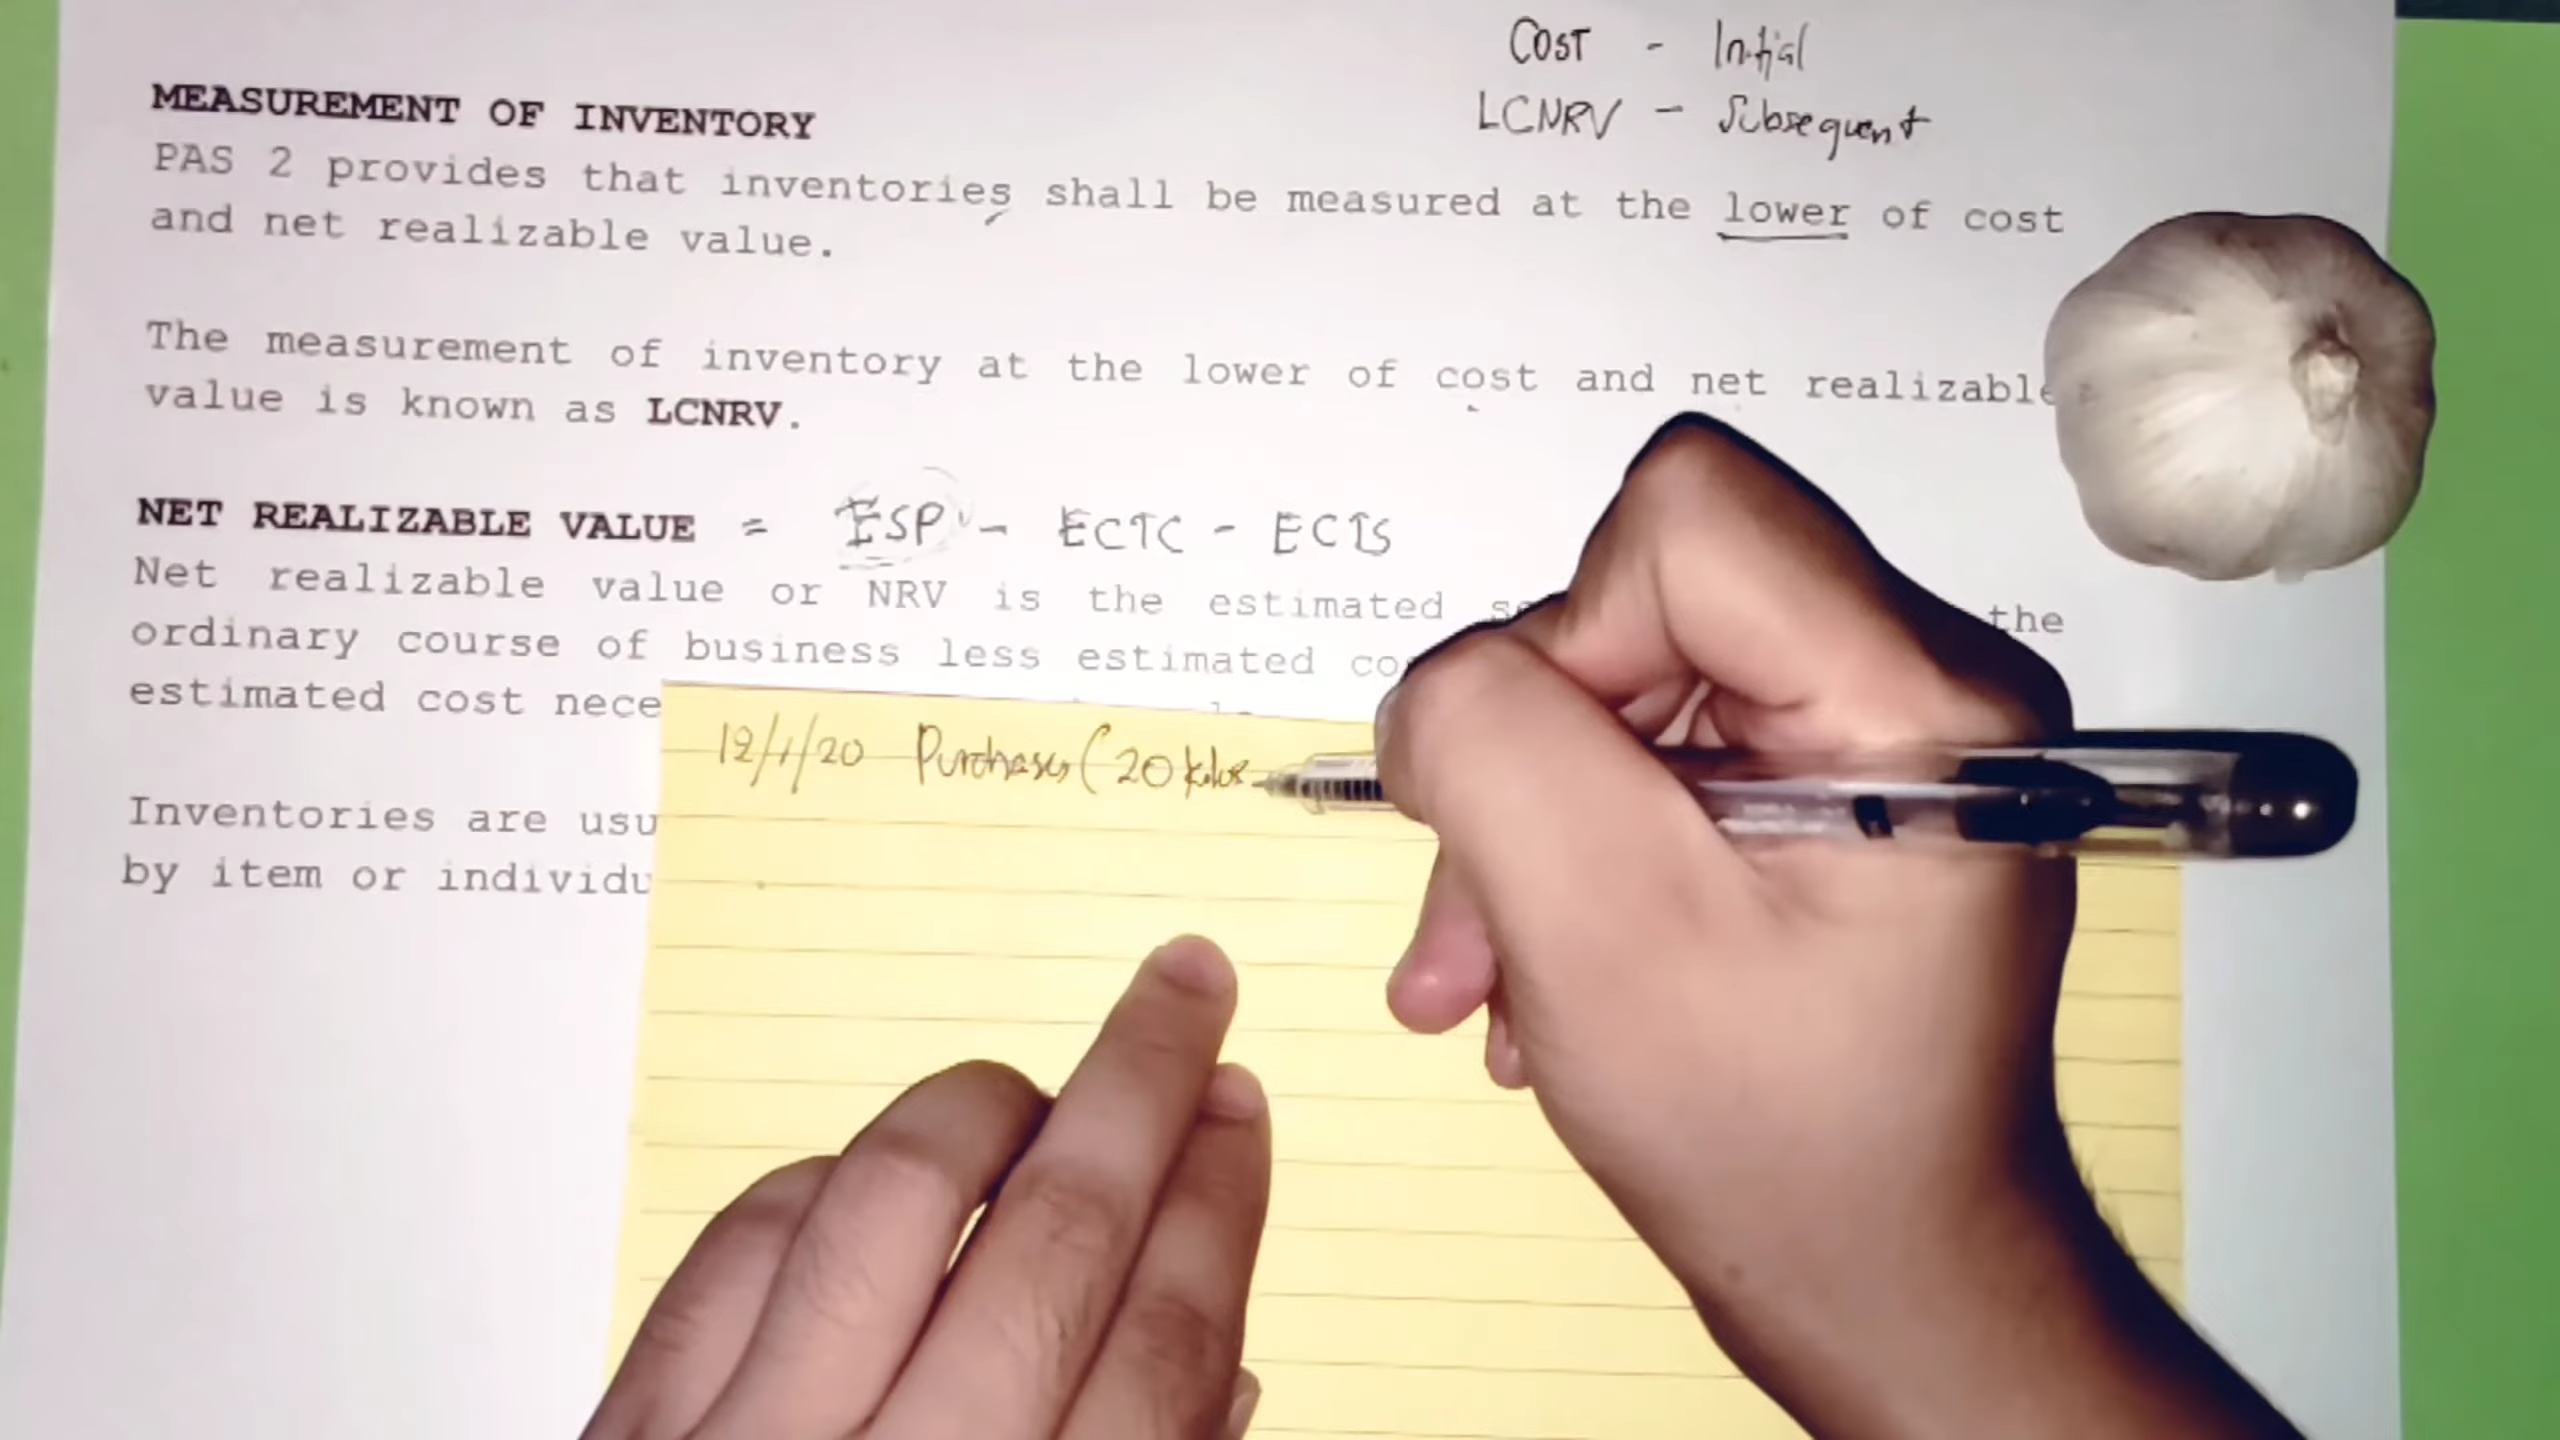 COST - Initial
LCNRV - Subsequent
MEASUREMENT OF INVENTORY
PAS 2 provides that inventories shall be measured at the lower of cost
and net realizable value.
The measurement of inventory at the lower of cost and net realizable
value is known as LCNRV.
NET REALIZABLE VALUE = ESP - ECTC - ECTS
Net realizable value or NRV is the estimated the
ordinary course of business less estimated
estimated cost
12/1/20 Purchases (20 kilos
Inventories are
by item or